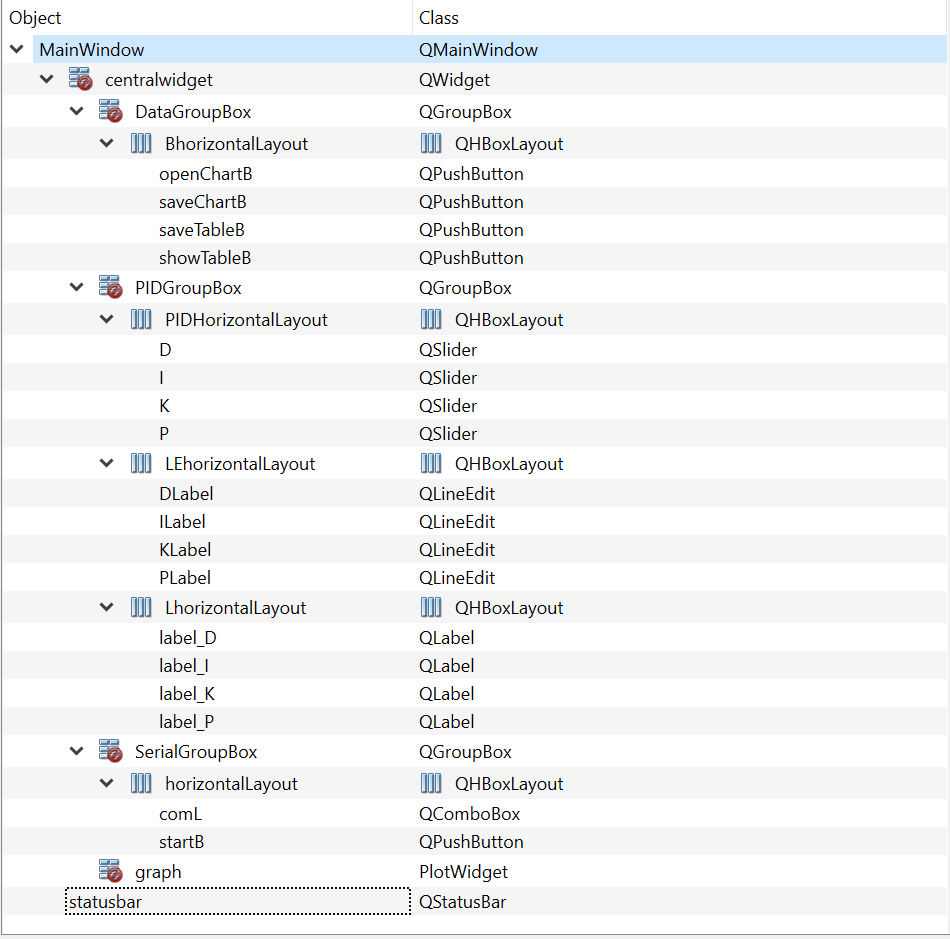 Object Class
MainWindow QMainWindow
centralwidget QWidget
DataGroupBox QGroupBox
BhorizontalLayout QHBoxLayout
openChartB QPushButton
saveChartB QPushButton
saveTableB QPushButton
showTableB QPushButton
PIDGroupBox QGroupBox
PIDHorizontalLayout QHBoxLayout
D QSlider
I QSlider
K QSlider
P QSlider
LEhorizontalLayout QHBoxLayout
DLabel QLineEdit
ILabel QLineEdit
KLabel QLineEdit
PLabel QLineEdit
LhorizontalLayout QHBoxLayout
label_D QLabel
label_I QLabel
label_K QLabel
label_P QLabel
SerialGroupBox QGroupBox
horizontalLayout QHBoxLayout
comL QComboBox
startB QPushButton
graph PlotWidget
statusbar QStatusBar